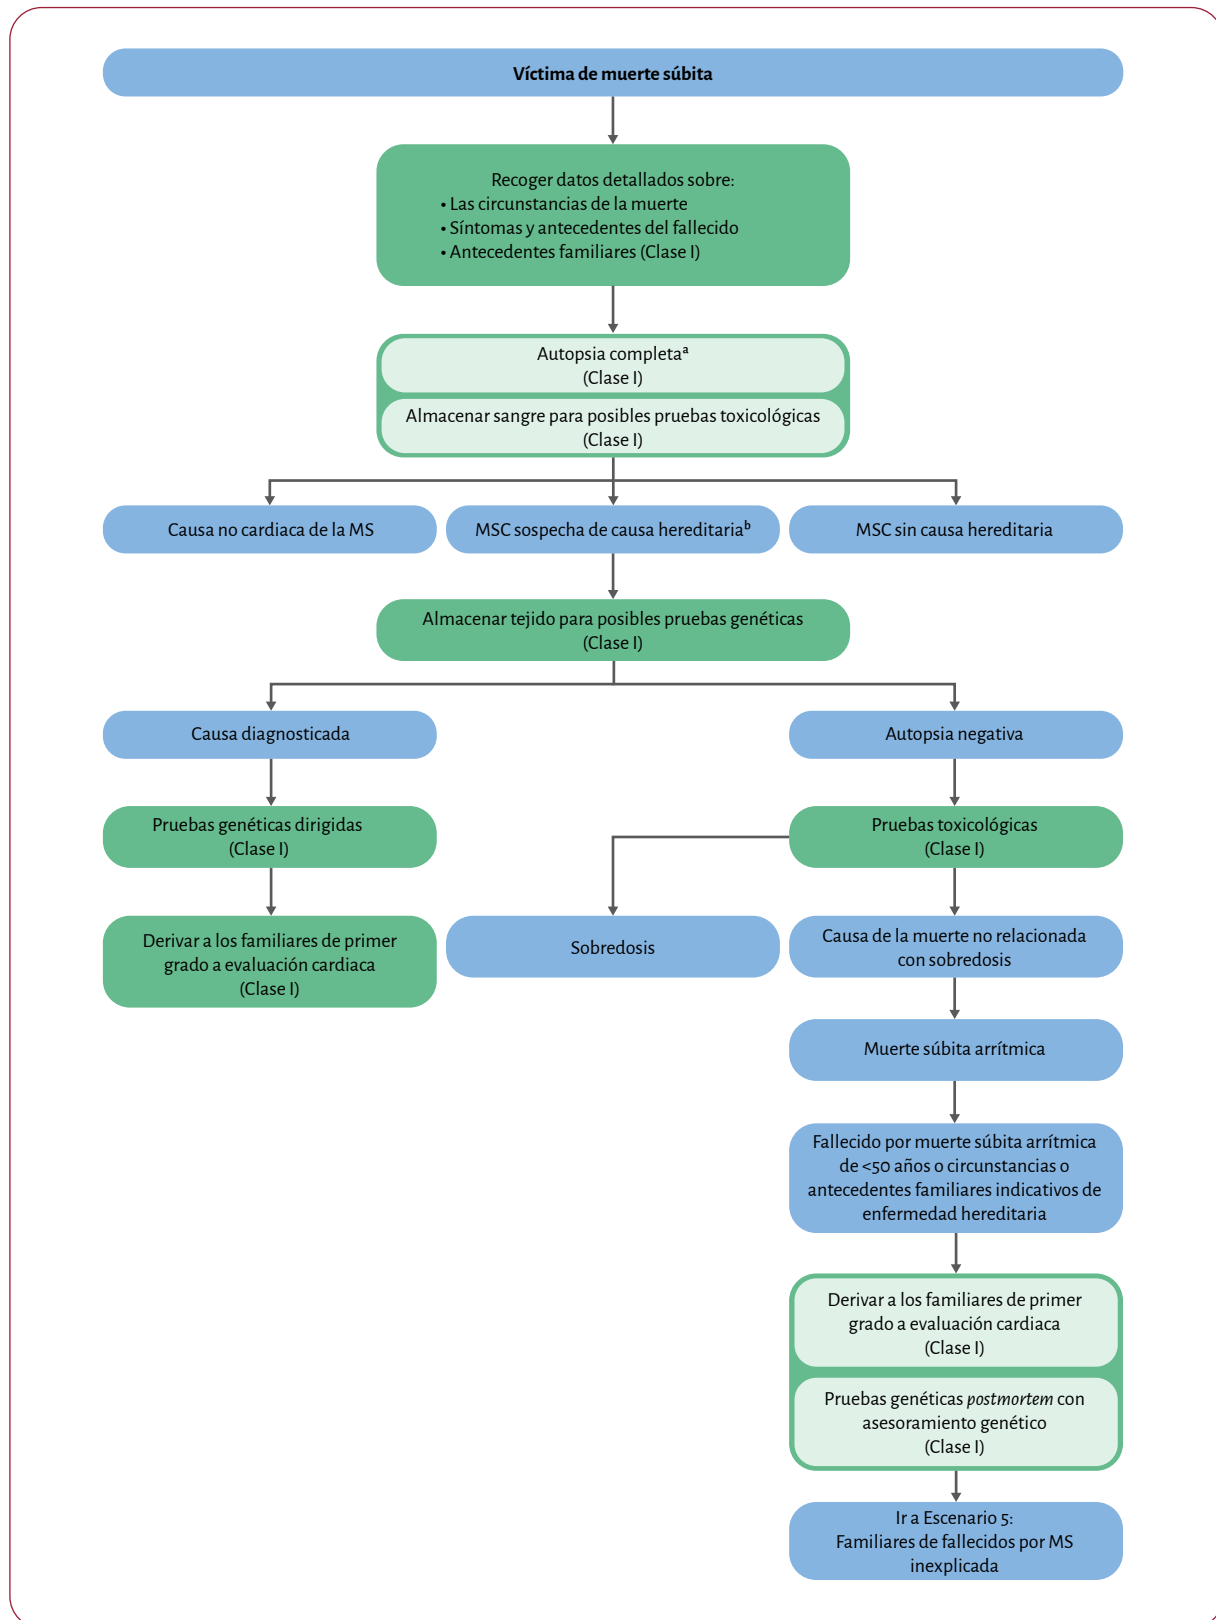 Víctima de muerte súbita
Recoger datos detallados sobre:
• Las circunstancias de la muerte
• Síntomas y antecedentes del fallecido
• Antecedentes familiares (Clase I)
Autopsia completaª
(Clase I)
Almacenar sangre para posibles pruebas toxicológicas
(Clase I)
Causa no cardiaca de la MS
MSC sospecha de causa hereditariaᵇ
MSC sin causa hereditaria
Almacenar tejido para posibles pruebas genéticas
(Clase I)
Causa diagnosticada
Autopsia negativa
Pruebas genéticas dirigidas
(Clase I)
Pruebas toxicológicas
(Clase I)
Derivar a los familiares de primer
grado a evaluación cardiaca
(Clase I)
Sobredosis
Causa de la muerte no relacionada
con sobredosis
Muerte súbita arrítmica
Fallecido por muerte súbita arrítmica
de <50 años o circunstancias o
antecedentes familiares indicativos de
enfermedad hereditaria
Derivar a los familiares de primer
grado a evaluación cardiaca
(Clase I)
Pruebas genéticas postmortem con
asesoramiento genético
(Clase I)
Ir a Escenario 5:
Familiares de fallecidos por MS
inexplicada